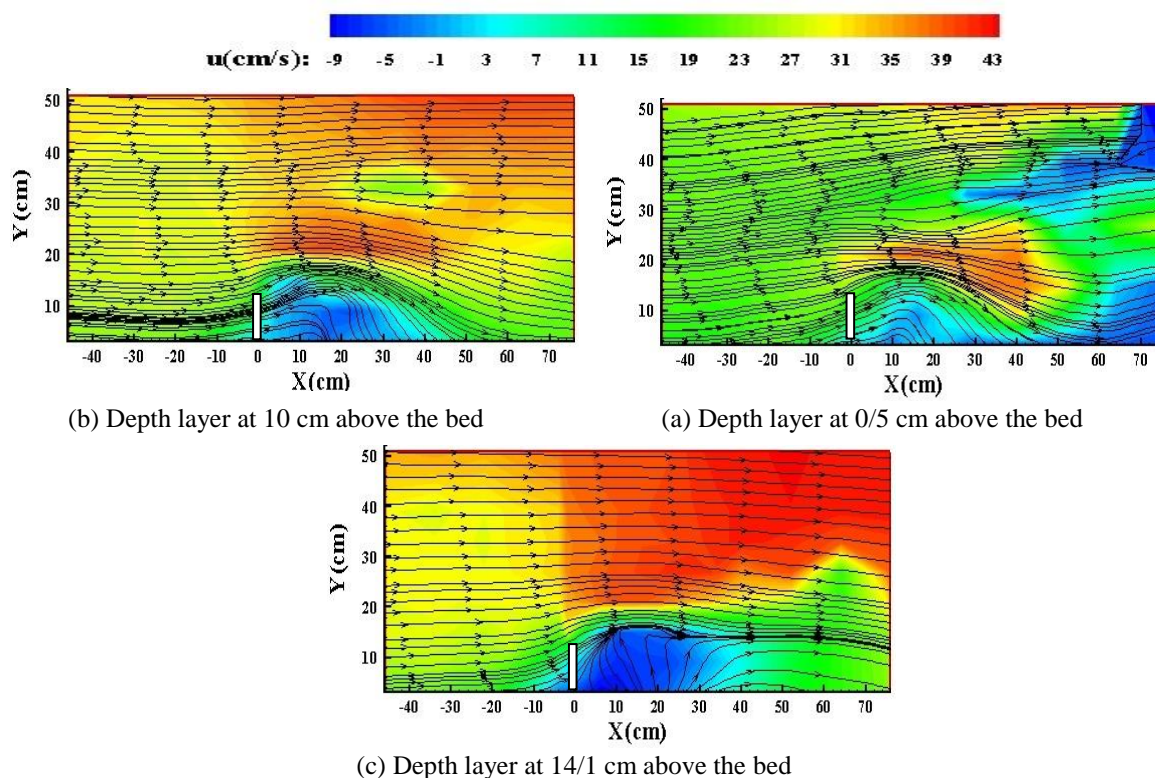 u(cm/s): -9 -5 -1 3 7 11 15 19 23 27 31 35 39 43
50
40
30
20
10
Y (cm)
-40 -30 -20 -10 0 10 20 30 40 50 60 70
X(cm)
(b) Depth layer at 10 cm above the bed
50
40
30
20
10
Y (cm)
-40 -30 -20 -10 0 10 20 30 40 50 60 70
X(cm)
(a) Depth layer at 0/5 cm above the bed
50
40
30
20
10
Y (cm)
-40 -30 -20 -10 0 10 20 30 40 50 60 70
X(cm)
(c) Depth layer at 14/1 cm above the bed